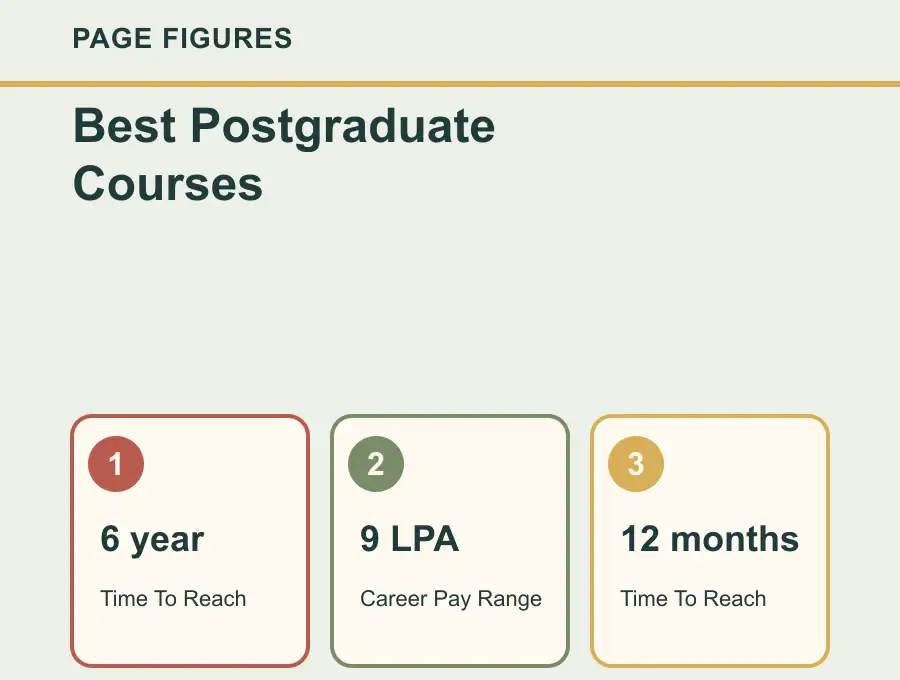 PAGE FIGURES
Best Postgraduate
Courses
1
2
3
6 year
9 LPA
12 months
Time To Reach
Career Pay Range
Time To Reach